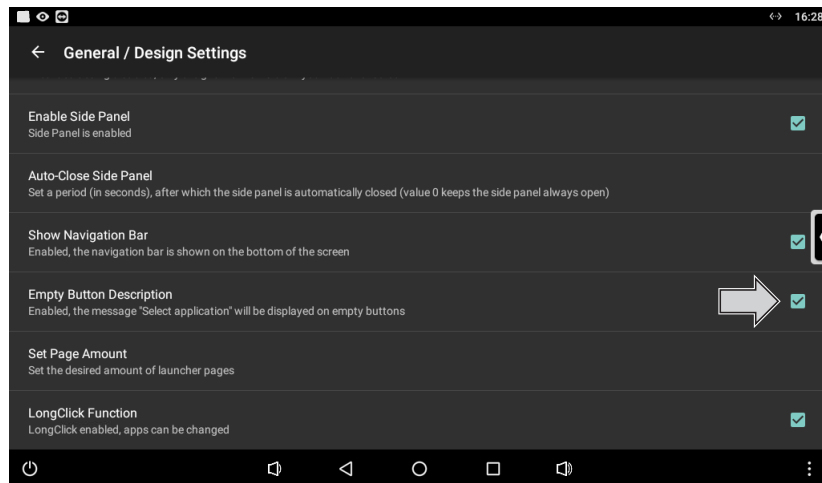 16:28
General / Design Settings
Enable Side Panel
Side Panel is enabled
Auto-Close Side Panel
Set a period (in seconds), after which the side panel is automatically closed (value 0 keeps the side panel always open)
Show Navigation Bar
Enabled, the navigation bar is shown on the bottom of the screen
Empty Button Description
Enabled, the message "Select application" will be displayed on empty buttons
Set Page Amount
Set the desired amount of launcher pages
LongClick Function
LongClick enabled, apps can be changed